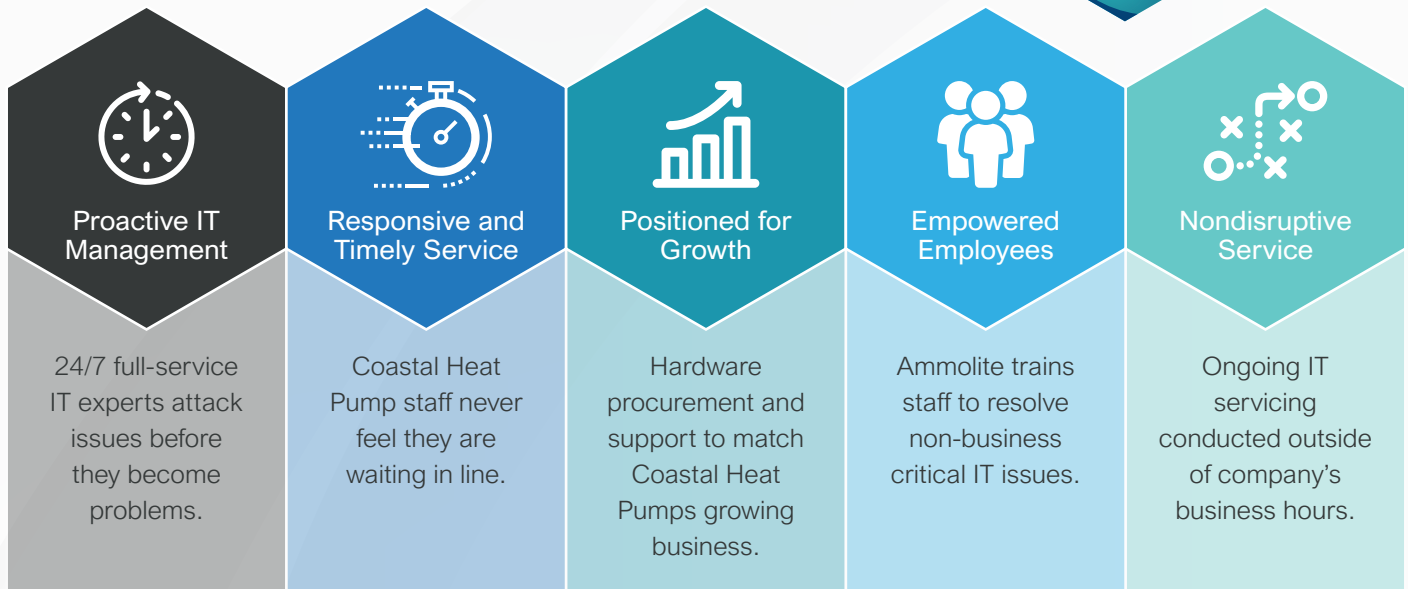 Proactive IT
Management
Responsive and
Timely Service
Positioned for
Growth
Empowered
Employees
Nondisruptive
Service
24/7 full-service
IT experts attack
issues before
they become
problems.
Coastal Heat
Pump staff never
feel they are
waiting in line.
Hardware
procurement and
support to match
Coastal Heat
Pumps growing
business.
Ammolite trains
staff to resolve
non-business
critical IT issues.
Ongoing IT
servicing
conducted outside
of company’s
business hours.